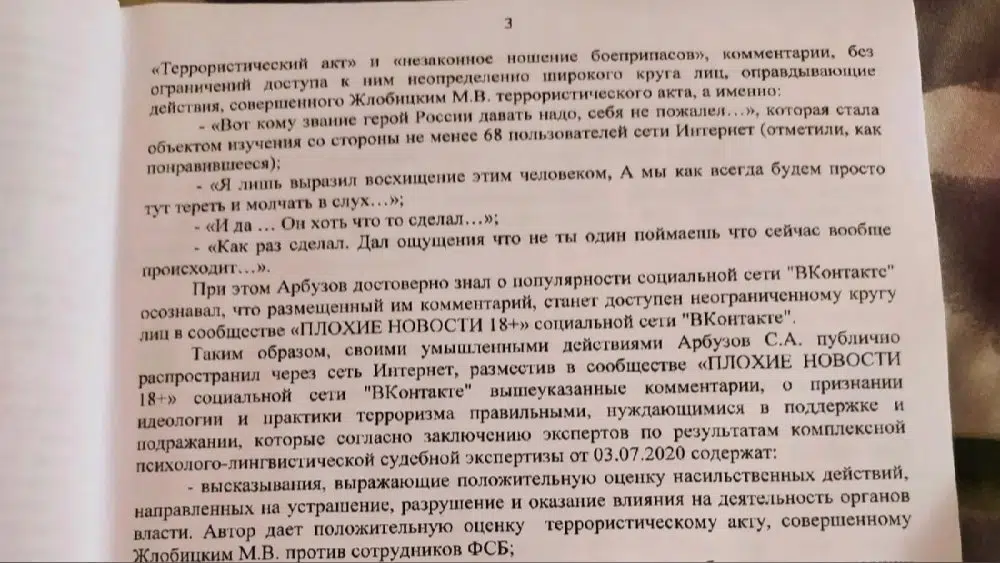 3
«Террористический акт» и «незаконное ношение боеприпасов», комментарии, без
ограничений доступа к ним неопределенно широкого круга лиц, оправдывающие
действия, совершенного Жлобицким М.В. террористического акта, а именно:
- «Вот кому звание герой России давать надо, себя не пожалел…», которая стала
объектом изучения со стороны не менее 68 пользователей сети Интернет (отметили, как
понравившееся);
- «Я лишь выразил восхищение этим человеком, А мы как всегда будем просто
тут тереть и молчать в слух…»;
- «И да … Он хоть что то сделал…»;
- «Как раз сделал. Дал ощущения что не ты один поймаешь что сейчас вообще
происходит…».
При этом Арбузов достоверно знал о популярности социальной сети "ВКонтакте"
осознавал, что размещенный им комментарий, станет доступен неограниченному кругу
лиц в сообществе «ПЛОХИЕ НОВОСТИ 18+» социальной сети "ВКонтакте".
Таким образом, своими умышленными действиями Арбузов С.А. публично
распространил через сеть Интернет, разместив в сообществе «ПЛОХИЕ НОВОСТИ
18+» социальной сети "ВКонтакте" вышеуказанные комментарии, о признании
идеологии и практики терроризма правильными, нуждающимися в поддержке и
подражании, которые согласно заключению экспертов по результатам комплексной
психолого-лингвистической судебной экспертизы от 03.07.2020 содержат:
- высказывания, выражающие положительную оценку насильственных действий,
направленных на устрашение, разрушение и оказание влияния на деятельность органов
власти. Автор дает положительную оценку террористическому акту, совершенному
Жлобицким М.В. против сотрудников ФСБ;